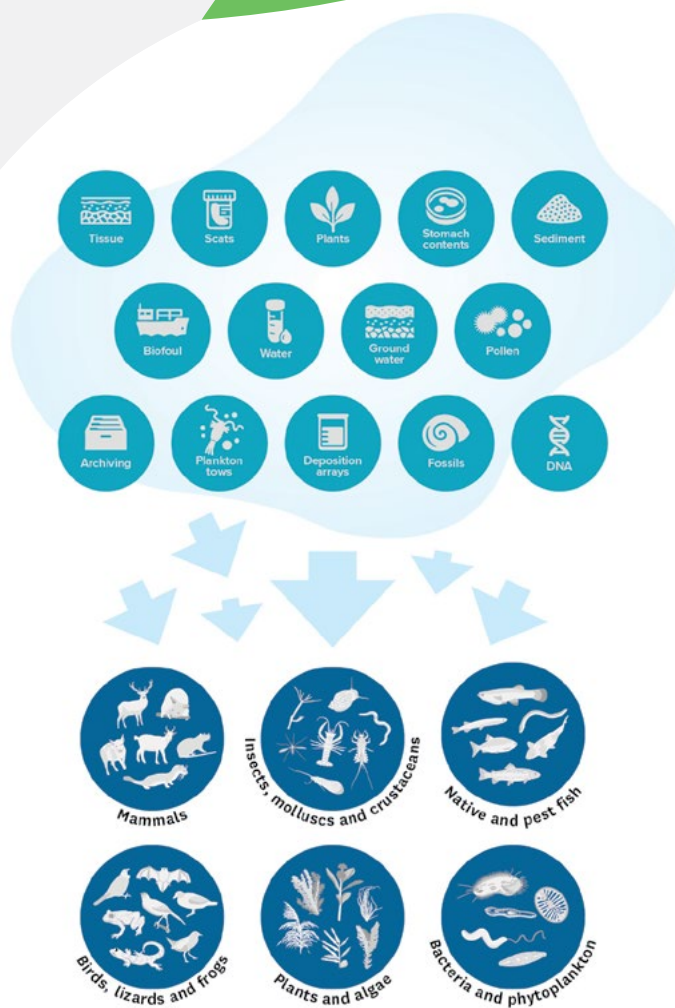 Tissue
Scats
Plants
Stomach
contents
Sediment
Biofoul
Water
Ground
water
Pollen
Archiving
Plankton
tows
Deposition
arrays
Fossils
DNA
Mammals
Insects, molluscs and crustaceans
Native and pest fish
Birds, lizards and frogs
Plants and algae
Bacteria and phytoplankton